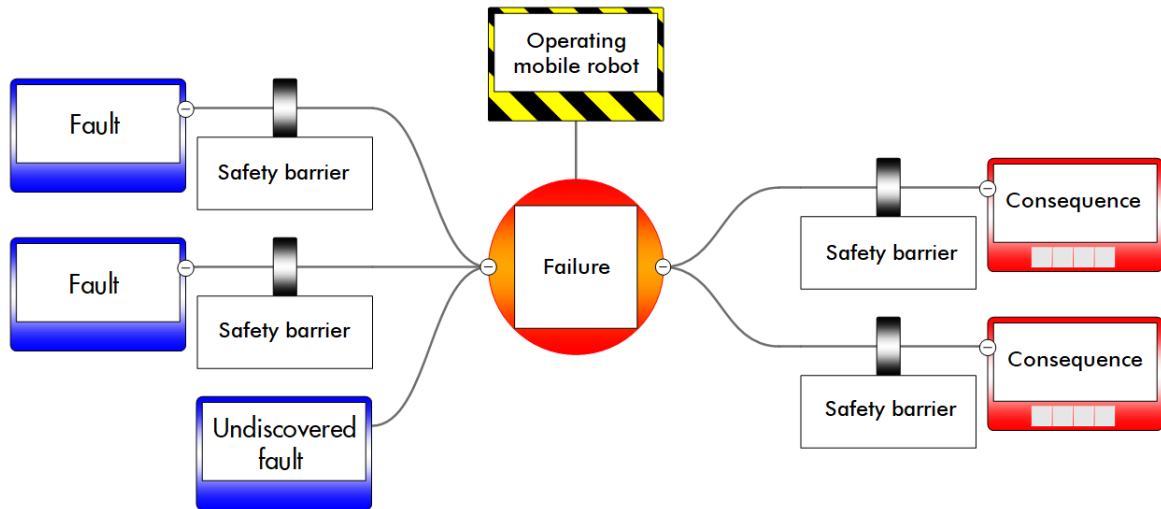 Operating
mobile robot
Fault
Safety barrier
Fault
Safety barrier
Undiscovered
fault
Failure
Safety barrier
Consequence
Safety barrier
Consequence